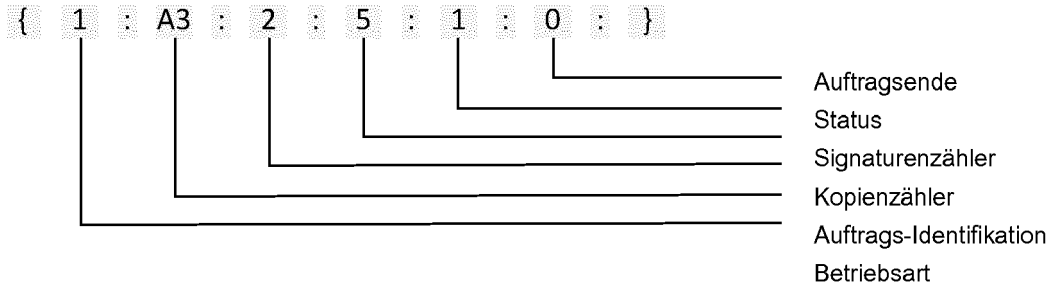 { 1 : A3 : 2 : 5 : 1 : 0 : }
Auftragsende
Status
Signaturenzähler
Kopienzähler
Auftrags-Identifikation
Betriebsart